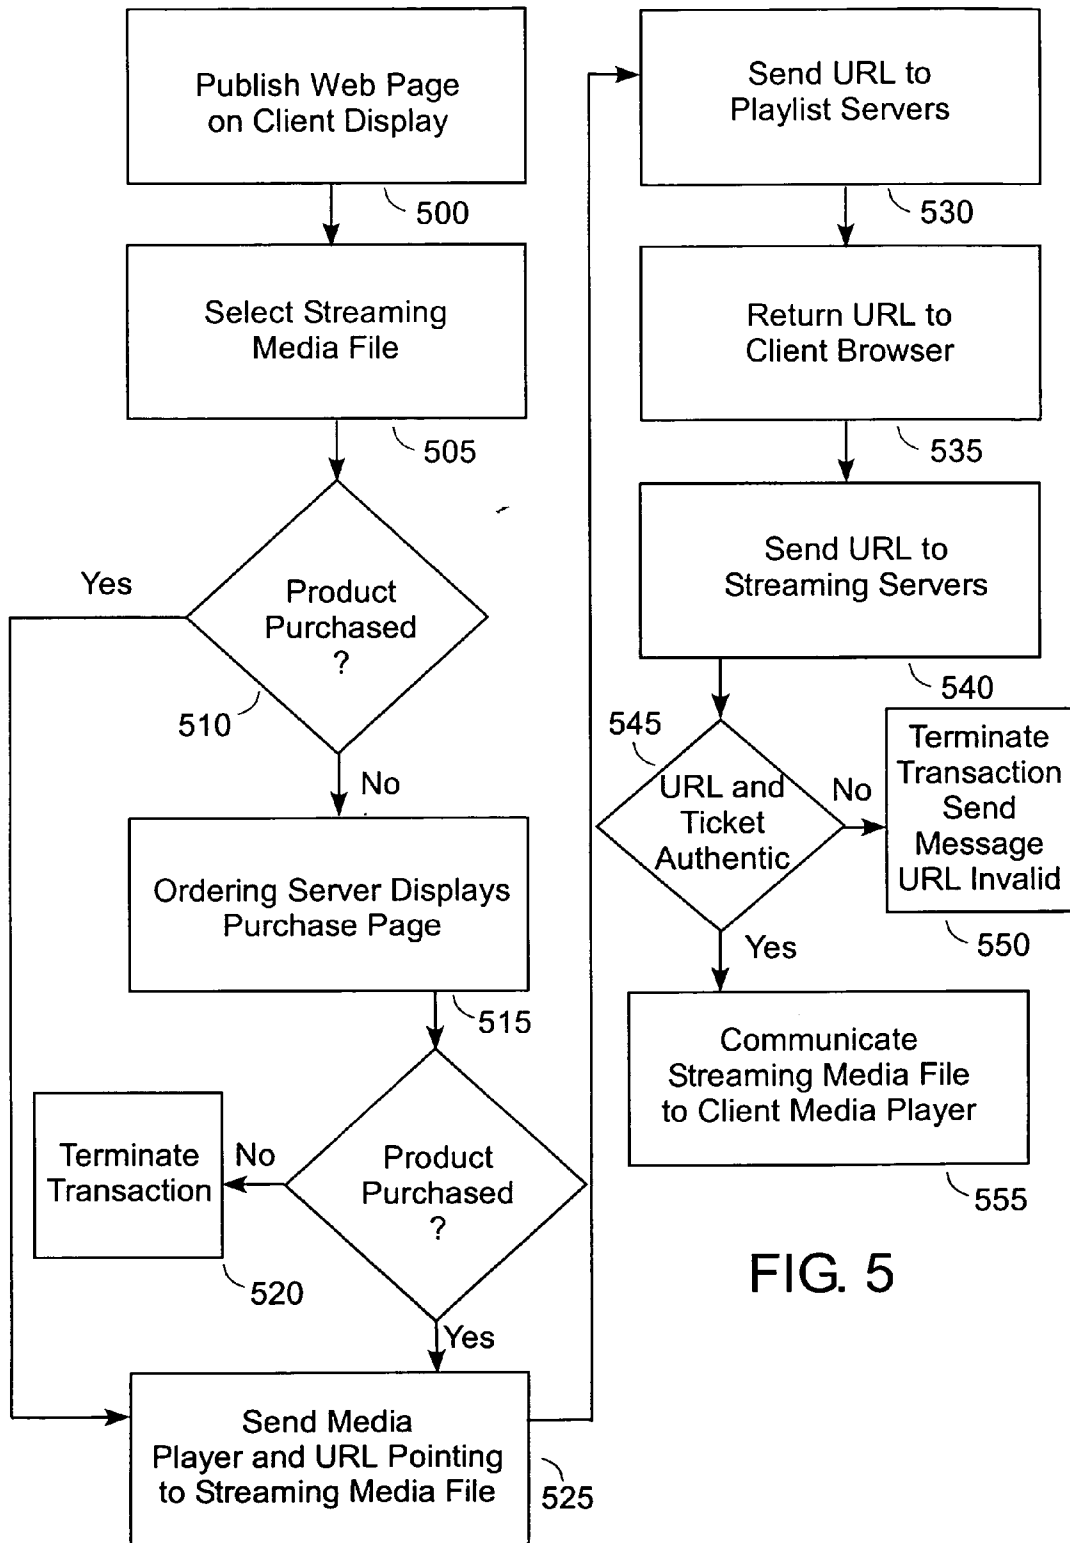 Publish Web Page
on Client Display
500
Select Streaming
Media File
505
Product
Purchased
?
Yes
510
No
Ordering Server Displays
Purchase Page
515
Product
Purchased
?
No
Terminate
Transaction
520
Yes
Send Media
Player and URL Pointing
to Streaming Media File
525
Send URL to
Playlist Servers
530
Return URL to
Client Browser
535
Send URL to
Streaming Servers
540
545
URL and
Ticket
Authentic
No
Terminate
Transaction
Send
Message
URL Invalid
550
Yes
Communicate
Streaming Media File
to Client Media Player
555
FIG. 5